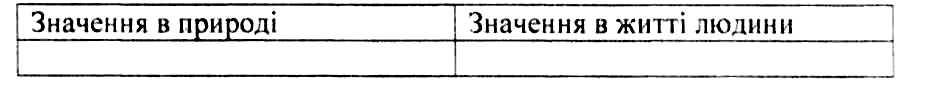 Значення в природі
Значення в житті людини